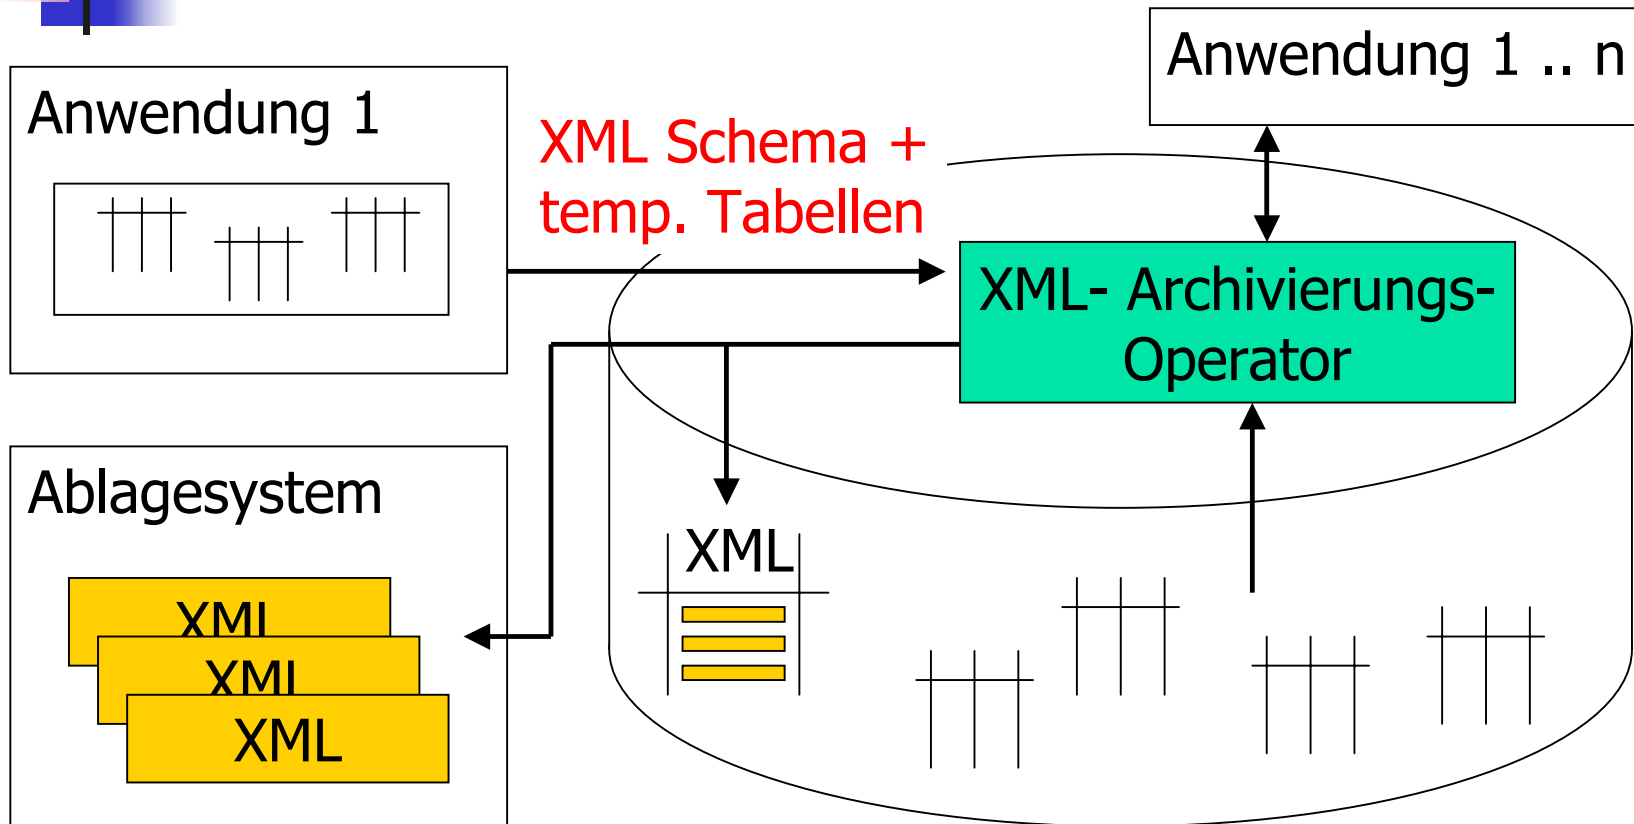 Anwendung 1 .. n
Anwendung 1
XML Schema +
temp. Tabellen
XML- Archivierungs-
Operator
Ablagesystem
XML
XML
XML
XML